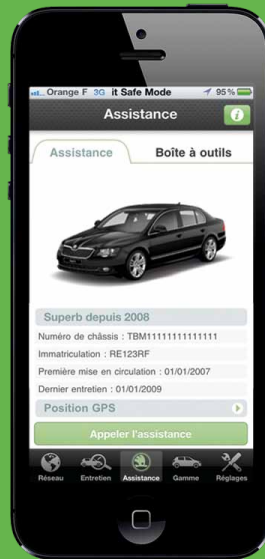 Orange F 3G it Safe Mode 95%
Assistance
Assistance Boîte à outils
Superb depuis 2008
Numéro de châssis : TBM11111111111111
Immatriculation : RE123RF
Première mise en circulation : 01/01/2007
Dernier entretien : 01/01/2009
Position GPS
Appeler l'assistance
Réseau Entretien Assistance Gamme Réglages